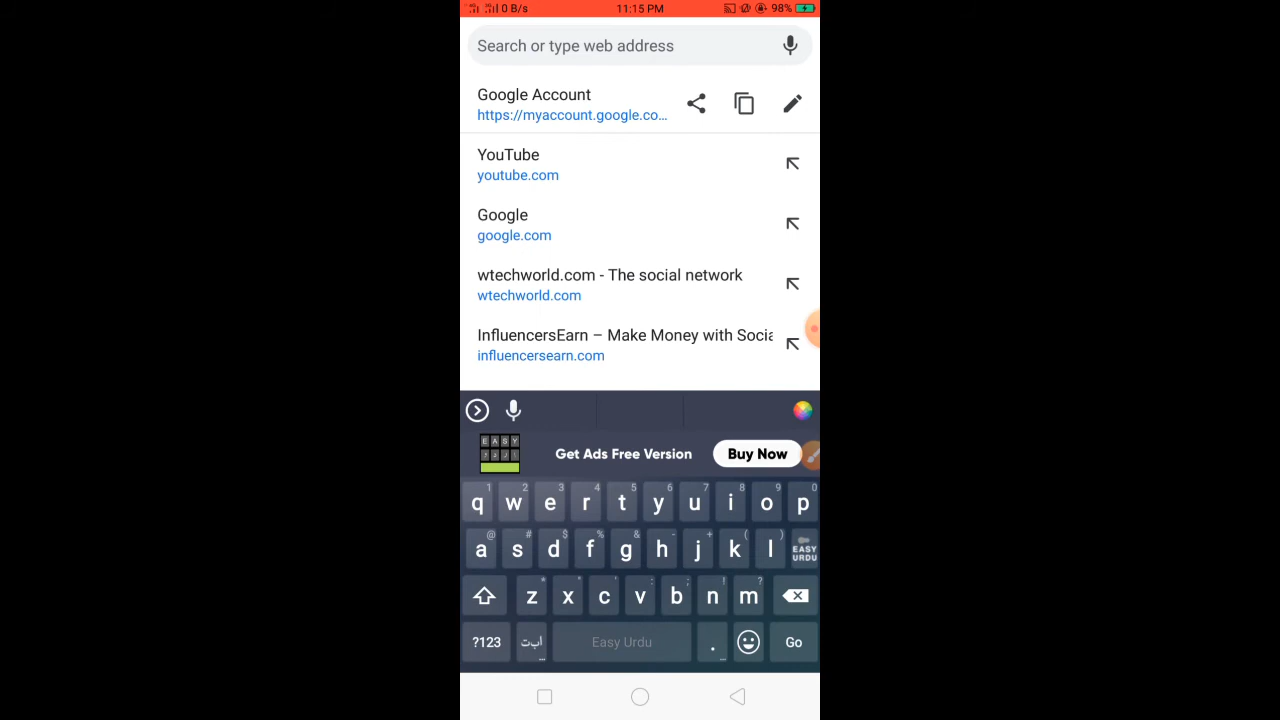 0 B/s 11:15 PM 98%
Search or type web address
Google Account
https://myaccount.google.co...
YouTube
youtube.com
Google
google.com
wtechworld.com - The social network
wtechworld.com
InfluencersEarn – Make Money with Socia
influencersearn.com
EASY Get Ads Free Version Buy Now
1 2 3 4 5 6 7 8 9 0
q w e r t y u i o p
@ # $ % & - + ( )
a s d f g h j k l EASY URDU
* " ' : ; ! ?
z x c v b n m
?123 اب‌ت Easy Urdu . Go